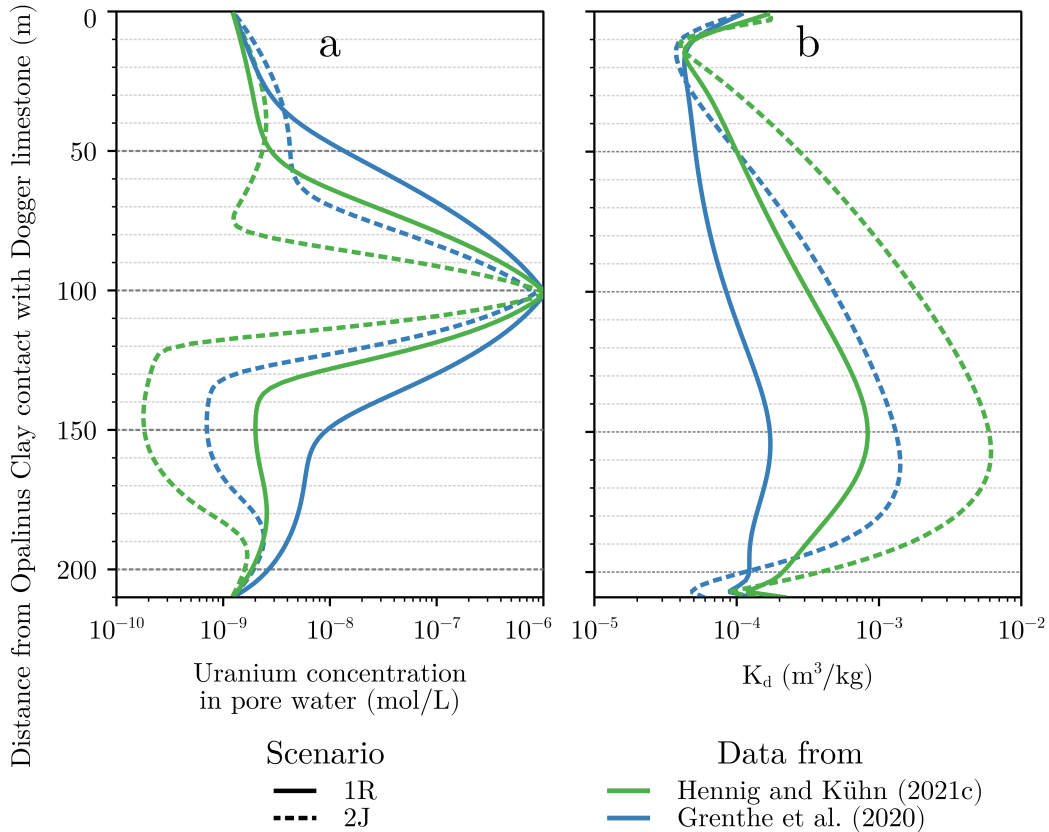 Distance from Opalinus Clay contact with Dogger limestone (m)
0
50
100
150
200
a
b
10⁻¹⁰ 10⁻⁹ 10⁻⁸ 10⁻⁷ 10⁻⁶
10⁻⁵ 10⁻⁴ 10⁻³ 10⁻²
Uranium concentration
in pore water (mol/L)
K_d (m³/kg)
Scenario
1R
2J
Data from
Hennig and Kühn (2021c)
Grenthe et al. (2020)